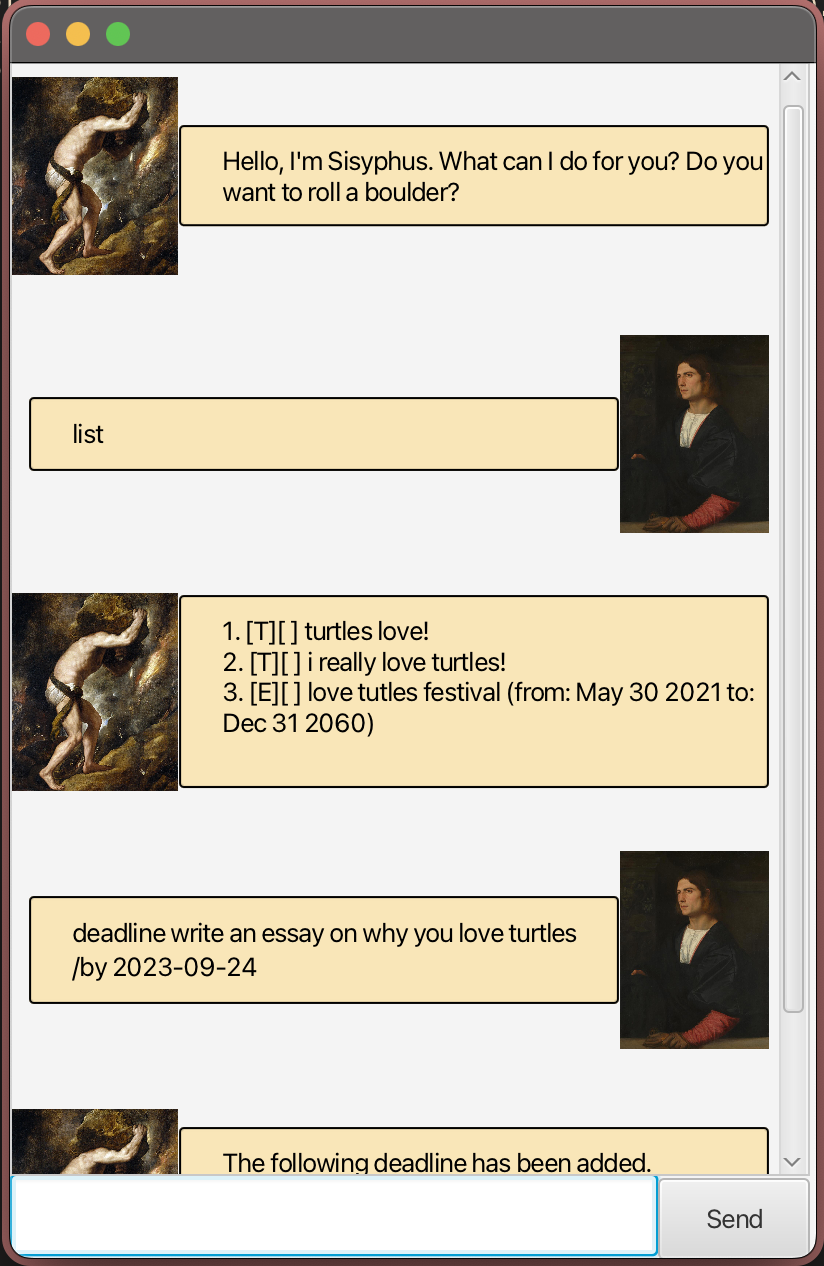 Hello, I'm Sisyphus. What can I do for you? Do you
want to roll a boulder?
list
1. [T][ ] turtles love!
2. [T][ ] i really love turtles!
3. [E][ ] love tutles festival (from: May 30 2021 to:
Dec 31 2060)
deadline write an essay on why you love turtles
/by 2023-09-24
The following deadline has been added.
Send